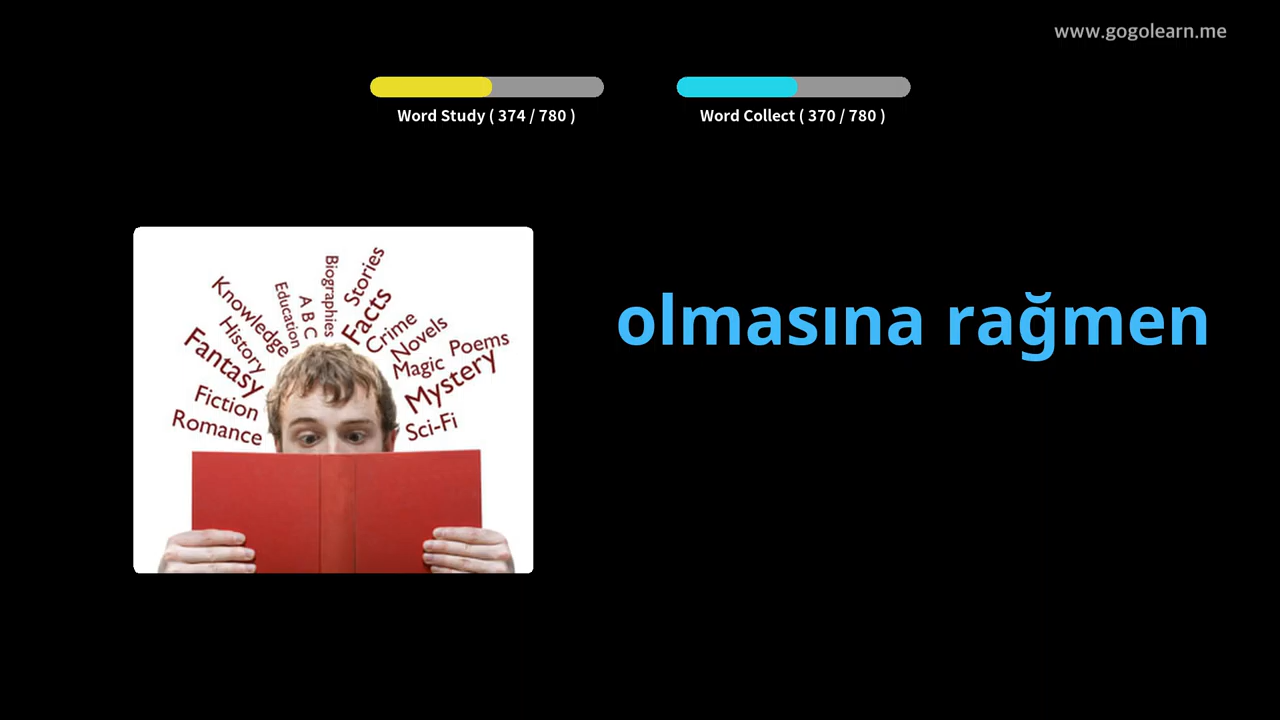 www.gogolearn.me
Word Study ( 374 / 780 )
Word Collect ( 370 / 780 )
olmasına rağmen
Knowledge
History
Fantasy
Fiction
Romance
Education
A B C
Biographies
Stories
Facts
Crime
Novels
Magic
Poems
Mystery
Sci-Fi